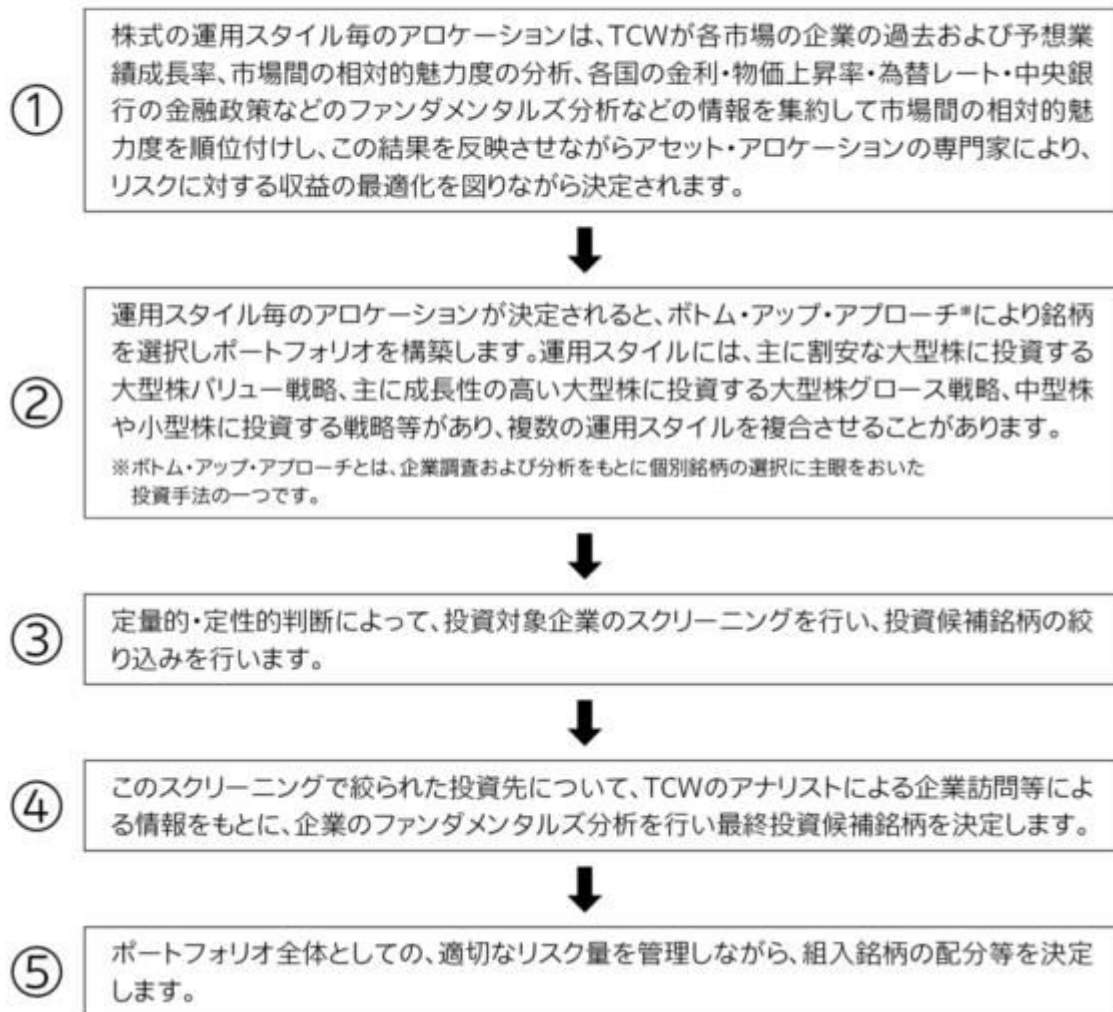 ①
株式の運用スタイル毎のアロケーションは、TCWが各市場の企業の過去および予想業
績成長率、市場間の相対的魅力度の分析、各国の金利・物価上昇率・為替レート・中央銀
行の金融政策などのファンダメンタルズ分析などの情報を集約して市場間の相対的魅
力度を順位付けし、この結果を反映させながらアセット・アロケーションの専門家により、
リスクに対する収益の最適化を図りながら決定されます。
②
運用スタイル毎のアロケーションが決定されると、ボトム・アップ・アプローチ※により銘柄
を選択しポートフォリオを構築します。運用スタイルには、主に割安な大型株に投資する
大型株バリュー戦略、主に成長性の高い大型株に投資する大型株グロース戦略、中型株
や小型株に投資する戦略等があり、複数の運用スタイルを複合させることがあります。
※ボトム・アップ・アプローチとは、企業調査および分析をもとに個別銘柄の選択に主眼をおいた
投資手法の一つです。
③
定量的・定性的判断によって、投資対象企業のスクリーニングを行い、投資候補銘柄の絞
り込みを行います。
④
このスクリーニングで絞られた投資先について、TCWのアナリストによる企業訪問等によ
る情報をもとに、企業のファンダメンタルズ分析を行い最終投資候補銘柄を決定します。
⑤
ポートフォリオ全体としての、適切なリスク量を管理しながら、組入銘柄の配分等を決定
します。